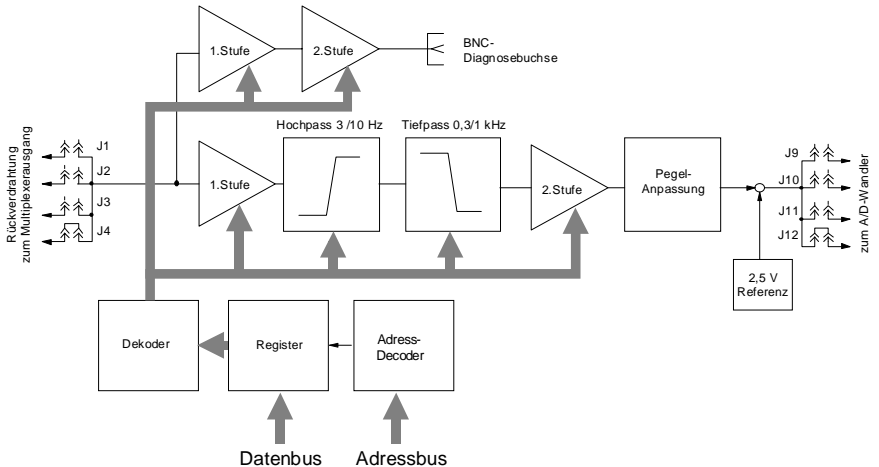 1.Stufe
2.Stufe
BNC-
Diagnosebuchse
Rückverdrahtung
zum Multiplexerausgang
J1
J2
J3
J4
Hochpass 3 /10 Hz
Tiefpass 0,3/1 kHz
1.Stufe
2.Stufe
Pegel-
Anpassung
J9
J10
J11
J12
zum A/D-Wandler
2,5 V
Referenz
Dekoder
Register
Adress-
Decoder
Datenbus
Adressbus